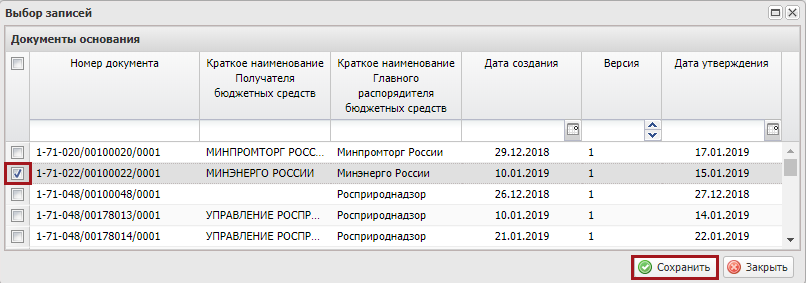 Выбор записей
Документы основания
Номер документа
Краткое наименование Получателя бюджетных средств
Краткое наименование Главного распорядителя бюджетных средств
Дата создания
Версия
Дата утверждения
1-71-020/00100020/0001 МИНПРОМТОРГ РОСС... Минпромторг России 29.12.2018 1 17.01.2019
1-71-022/00100022/0001 МИНЭНЕРГО РОССИИ Минэнерго России 10.01.2019 1 15.01.2019
1-71-048/00100048/0001 Росприроднадзор 26.12.2018 1 27.12.2018
1-71-048/00178013/0001 УПРАВЛЕНИЕ РОСПР... Росприроднадзор 10.01.2019 1 14.01.2019
1-71-048/00178014/0001 УПРАВЛЕНИЕ РОСПР... Росприроднадзор 21.01.2019 1 22.01.2019
Сохранить Закрыть